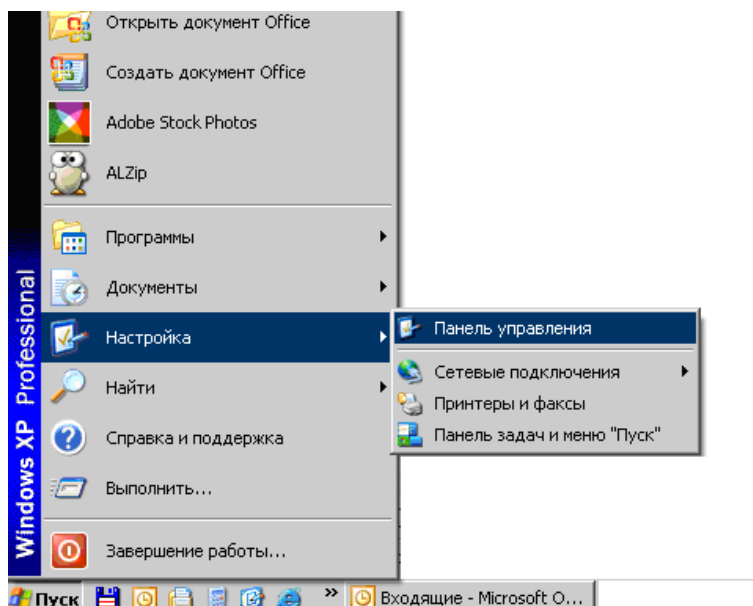 Открыть документ Office
Создать документ Office
Adobe Stock Photos
ALZip
Программы
Документы
Настройка
Найти
Справка и поддержка
Выполнить...
Завершение работы...
Windows XP Professional
Панель управления
Сетевые подключения
Принтеры и факсы
Панель задач и меню "Пуск"
Пуск
»
Входящие - Microsoft O...